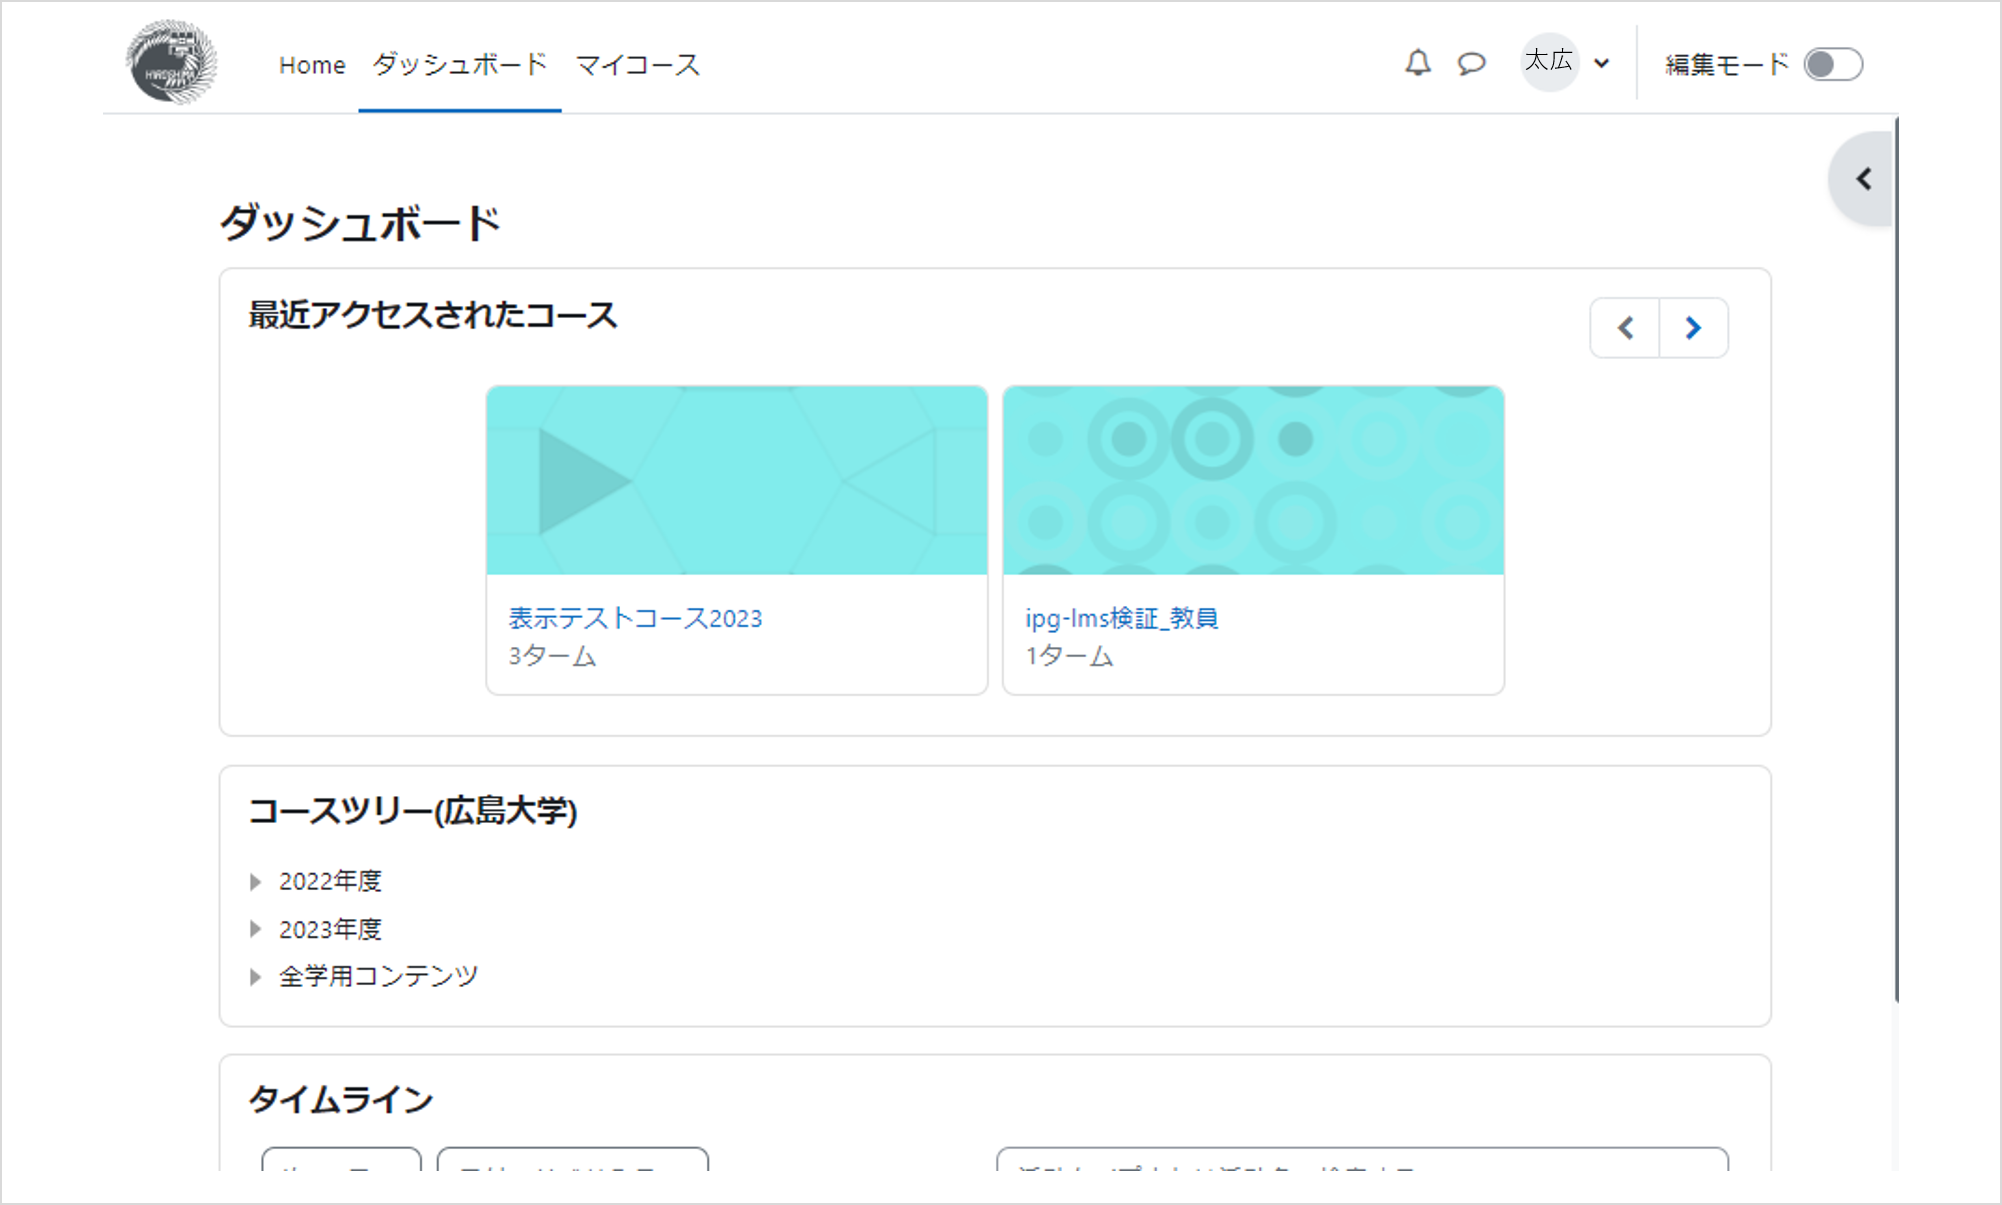 HIROSHIMA
Home ダッシュボード マイコース 太広 編集モード
ダッシュボード
最近アクセスされたコース
表示テストコース2023
3ターム
ipg-lms検証_教員
1ターム
コースツリー(広島大学)
2022年度
2023年度
全学用コンテンツ
タイムライン